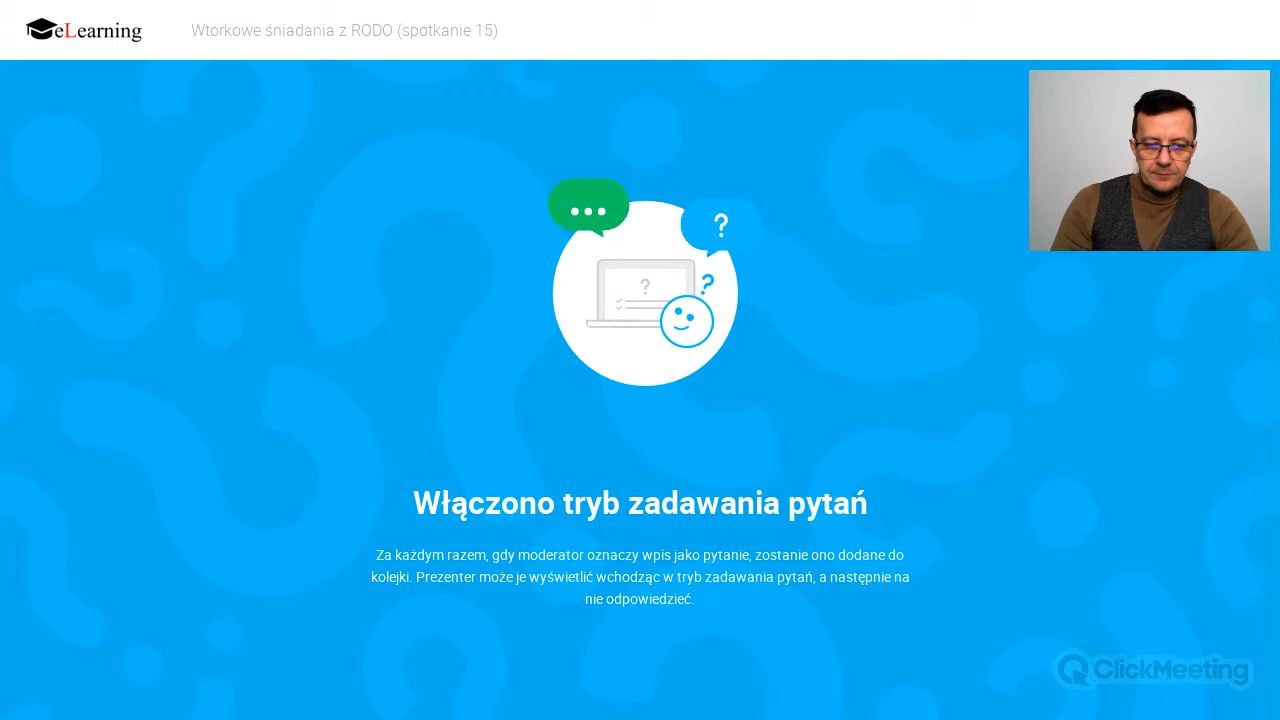 eLearning
Wtorkowe śniadania z RODO (spotkanie 15)
?
?
?
Włączono tryb zadawania pytań
Za każdym razem, gdy moderator oznaczy wpis jako pytanie, zostanie ono dodane do
kolejki. Prezenter może je wyświetlić wchodząc w tryb zadawania pytań, a następnie na
nie odpowiedzieć.
ClickMeeting